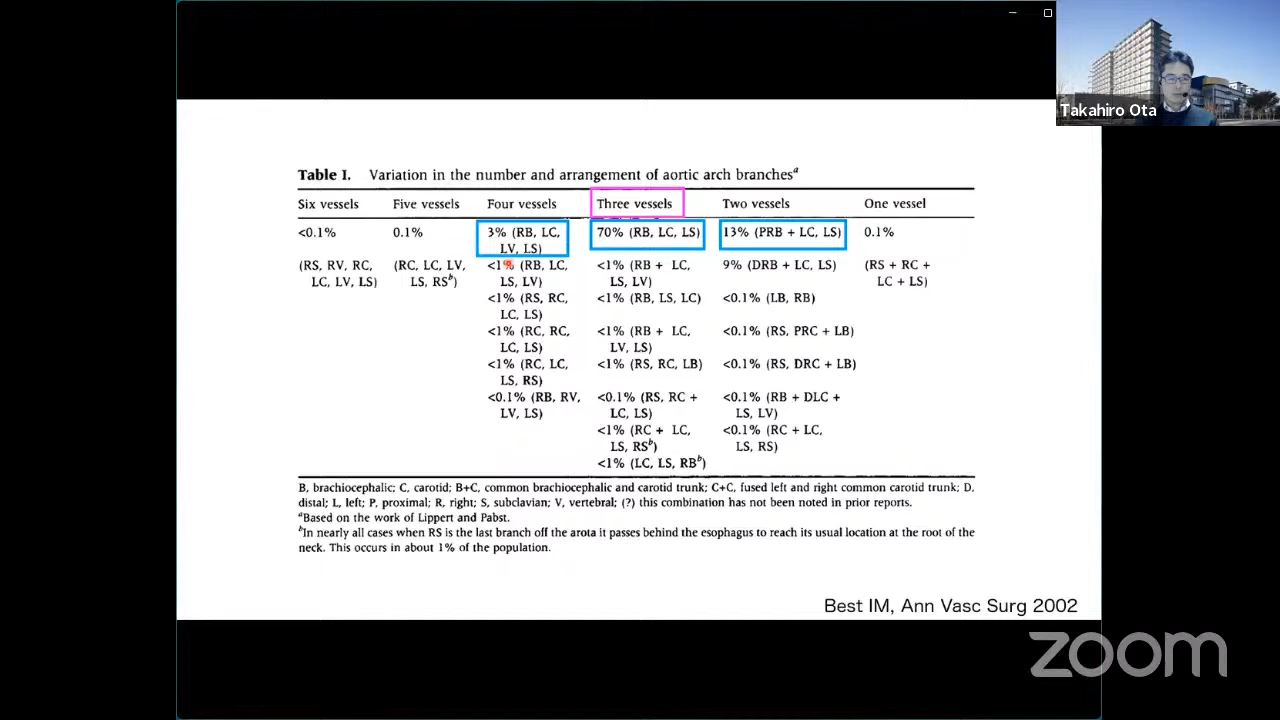 Takahiro Ota
Table I. Variation in the number and arrangement of aortic arch branchesa
Six vessels Five vessels Four vessels Three vessels Two vessels One vessel
<0.1% 0.1% 3% (RB, LC, 70% (RB, LC, LS) 13% (PRB + LC, LS) 0.1%
LV, LS)
(RS, RV, RC, (RC, LC, LV, <1% (RB, LC, <1% (RB + LC, 9% (DRB + LC, LS) (RS + RC +
LC, LV, LS) LS, RSb) LS, LV) LS, LV) LC + LS)
<1% (RS, RC, <1% (RB, LS, LC) <0.1% (LB, RB)
LC, LS)
<1% (RC, RC, <1% (RB + LC, <0.1% (RS, PRC + LB)
LC, LS) LV, LS)
<1% (RC, LC, <1% (RS, RC, LB) <0.1% (RS, DRC + LB)
LS, RS)
<0.1% (RB, RV, <0.1% (RS, RC + <0.1% (RB + DLC +
LV, LS) LC, LS) LS, LV)
<1% (RC + LC, <0.1% (RC + LC,
LS, RSb) LS, RS)
<1% (LC, LS, RBb)
B, brachiocephalic; C, carotid; B+C, common brachiocephalic and carotid trunk; C+C, fused left and right common carotid trunk; D,
distal; L, left; P, proximal; R, right; S, subclavian; V, vertebral; (?) this combination has not been noted in prior reports.
aBased on the work of Lippert and Pabst.
bIn nearly all cases when RS is the last branch off the arota it passes behind the esophagus to reach its usual location at the root of the
neck. This occurs in about 1% of the population.
Best IM, Ann Vasc Surg 2002
zoom